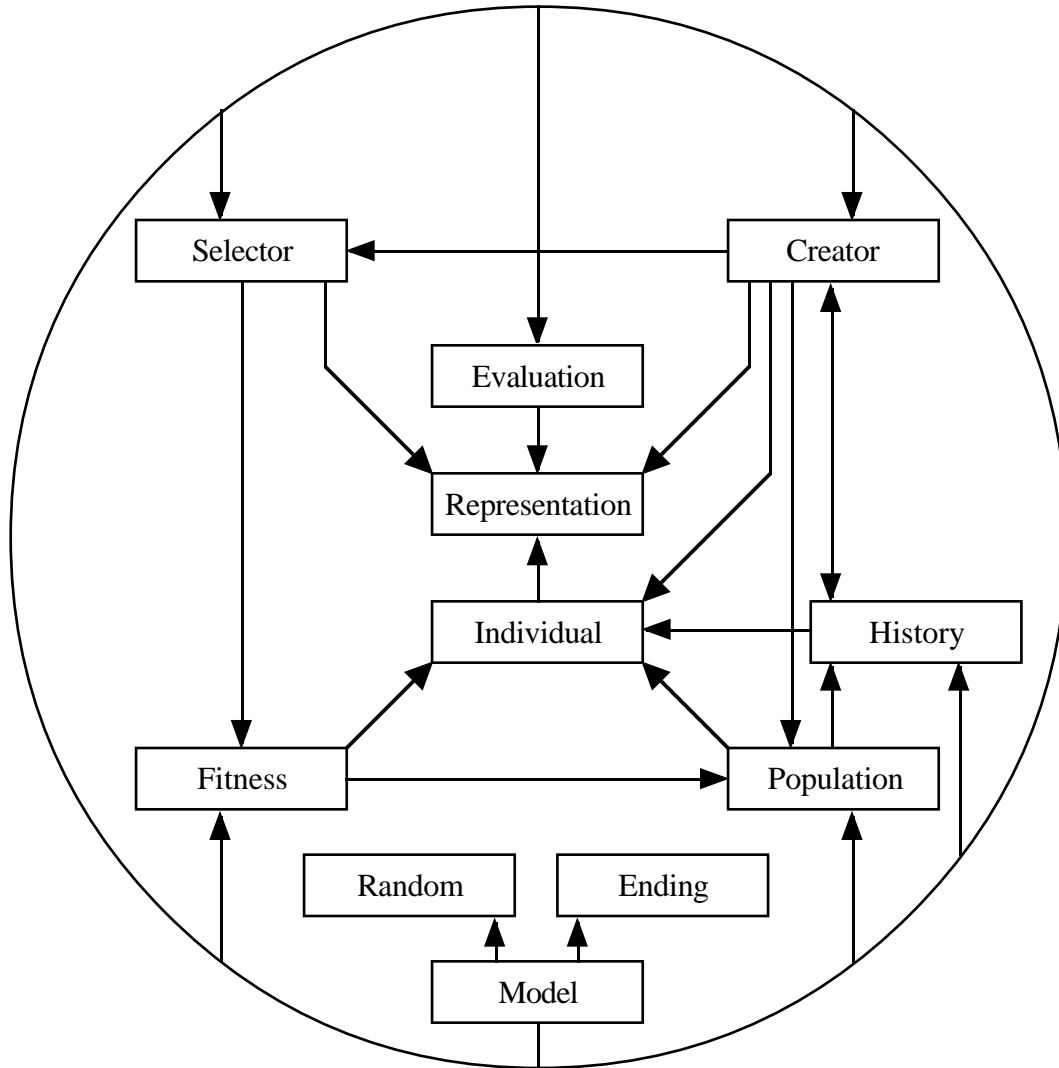 Selector
Creator
Evaluation
Representation
Individual
History
Fitness
Population
Random
Ending
Model